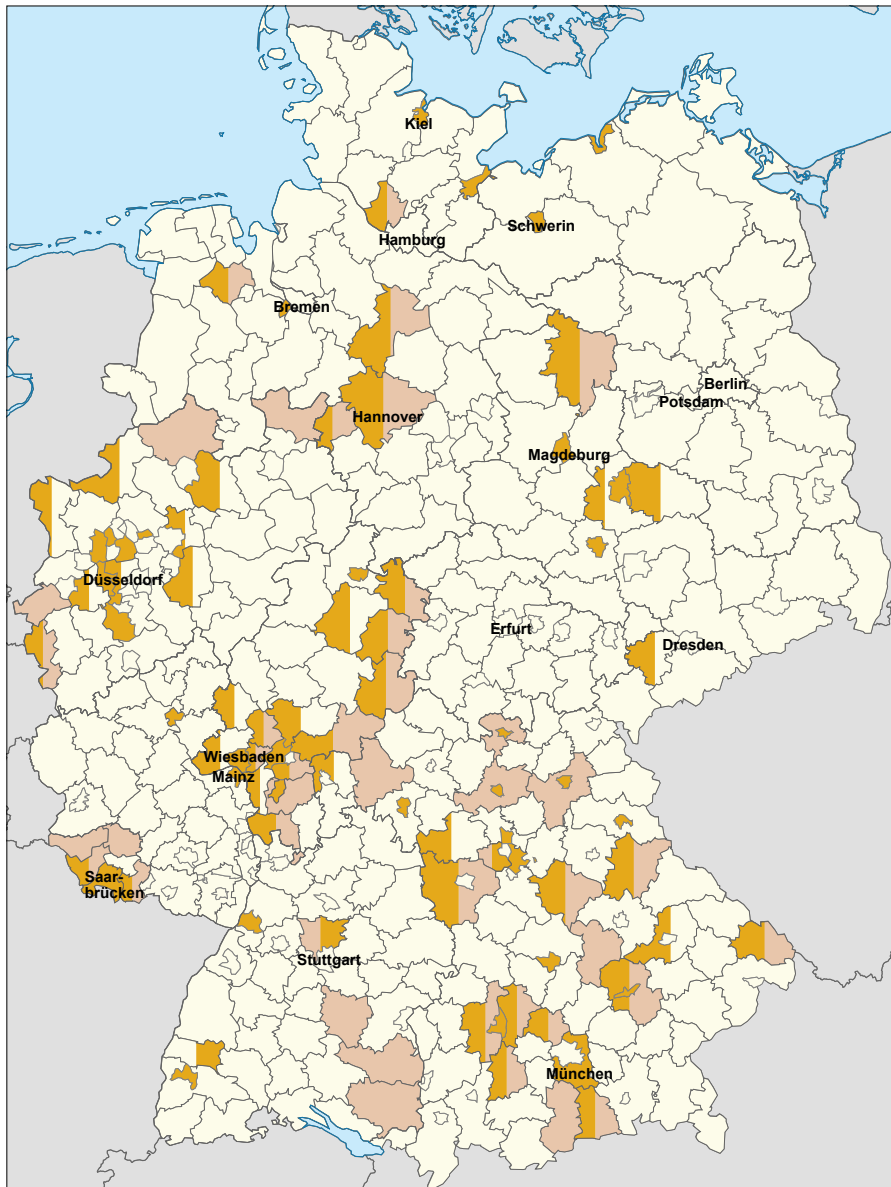 Kiel
Schwerin
Hamburg
Bremen
Berlin
Potsdam
Hannover
Magdeburg
Düsseldorf
Erfurt
Dresden
Wiesbaden
Mainz
Saar-
brücken
Stuttgart
München